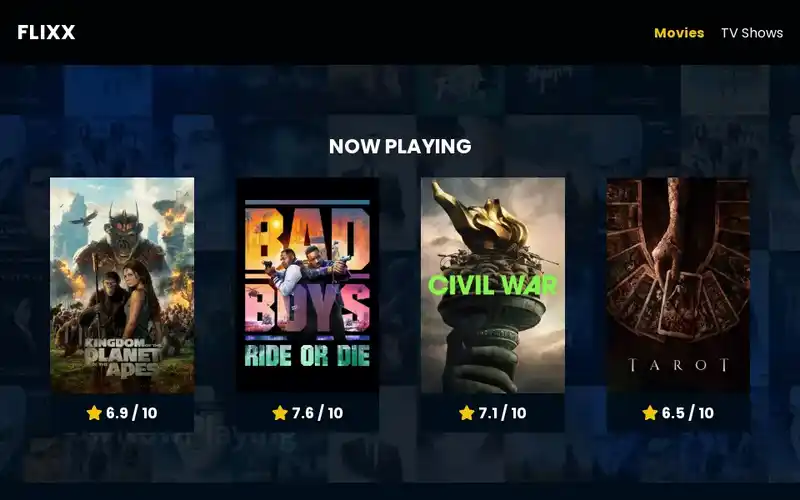 FLIXX
Movies
TV Shows
NOW PLAYING
KINGDOM OF THE
PLANET
OF THE APES
BAD
BOYS
RIDE OR DIE
CIVIL WAR
TAROT
6.9 / 10
7.6 / 10
7.1 / 10
6.5 / 10